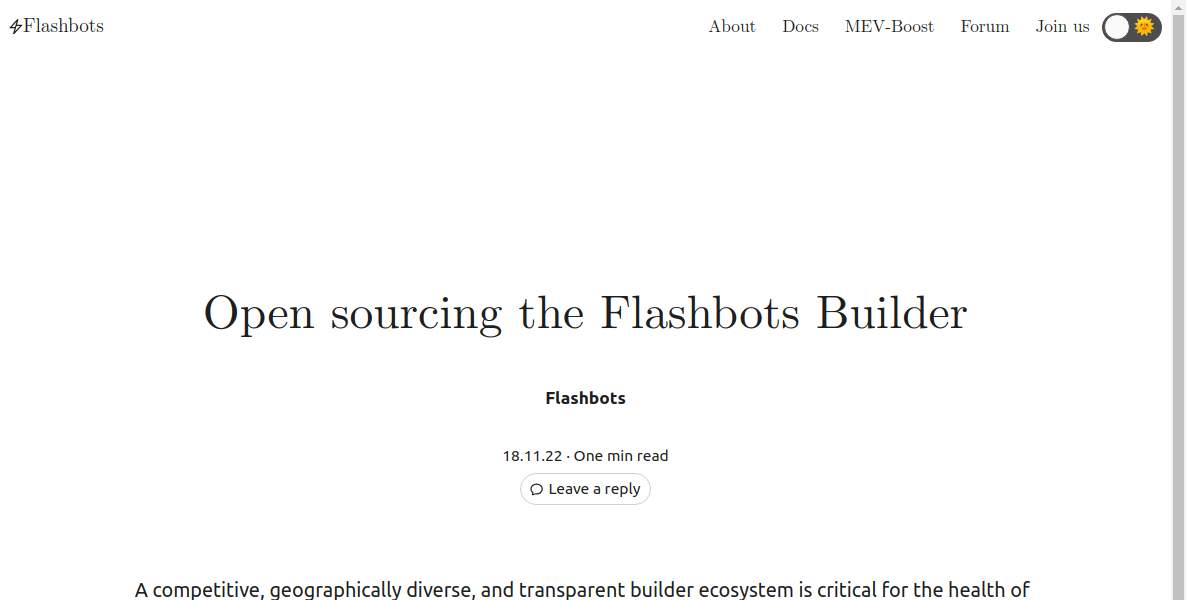 Flashbots
About Docs MEV-Boost Forum Join us
Open sourcing the Flashbots Builder
Flashbots
18.11.22 · One min read
Leave a reply
A competitive, geographically diverse, and transparent builder ecosystem is critical for the health of